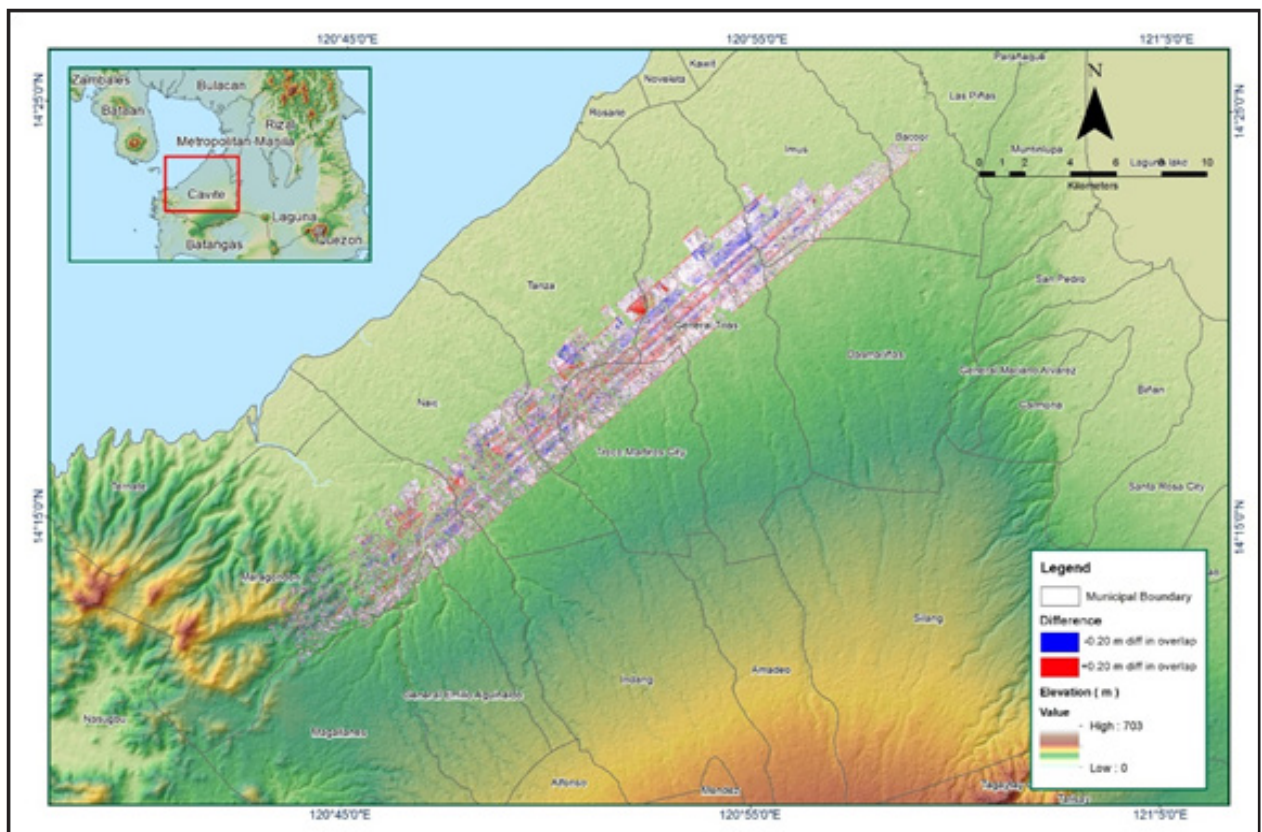 120°45'0"E
120°55'0"E
121°5'0"E
14°25'0"N
14°25'0"N
Zambales
Bulacan
Bataan
Rizal
Metropolitan Manila
Cavite
Laguna
Batangas
Quezon
Kawit
Noveleta
Rosario
Parañaque
Las Piñas
Bacoor
Imus
Muntinlupa
N
0 1 2 4 6 8 10
Kilometers
Laguna lake
San Pedro
Tanza
General Trias
Dasmariñas
General Mariano Alvarez
Biñan
Carmona
Naic
Trece Martires City
Santa Rosa City
Ternate
14°15'0"N
14°15'0"N
Maragondon
Silang
Amadeo
Indang
General Emilio Aguinaldo
Nasugbu
Magallanes
Alfonso
Mendez
Tagaytay
Talisay
Legend
Municipal Boundary
Difference
-0.20 m diff in overlap
+0.20 m diff in overlap
Elevation ( m )
Value
High : 703
Low : 0
120°45'0"E
120°55'0"E
121°5'0"E